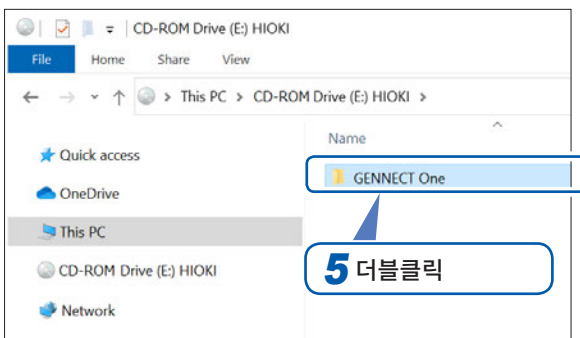 CD-ROM Drive (E:) HIOKI
File Home Share View
This PC > CD-ROM Drive (E:) HIOKI >
Name
Quick access
GENNECT One
OneDrive
This PC
5 더블클릭
CD-ROM Drive (E:) HIOKI
Network